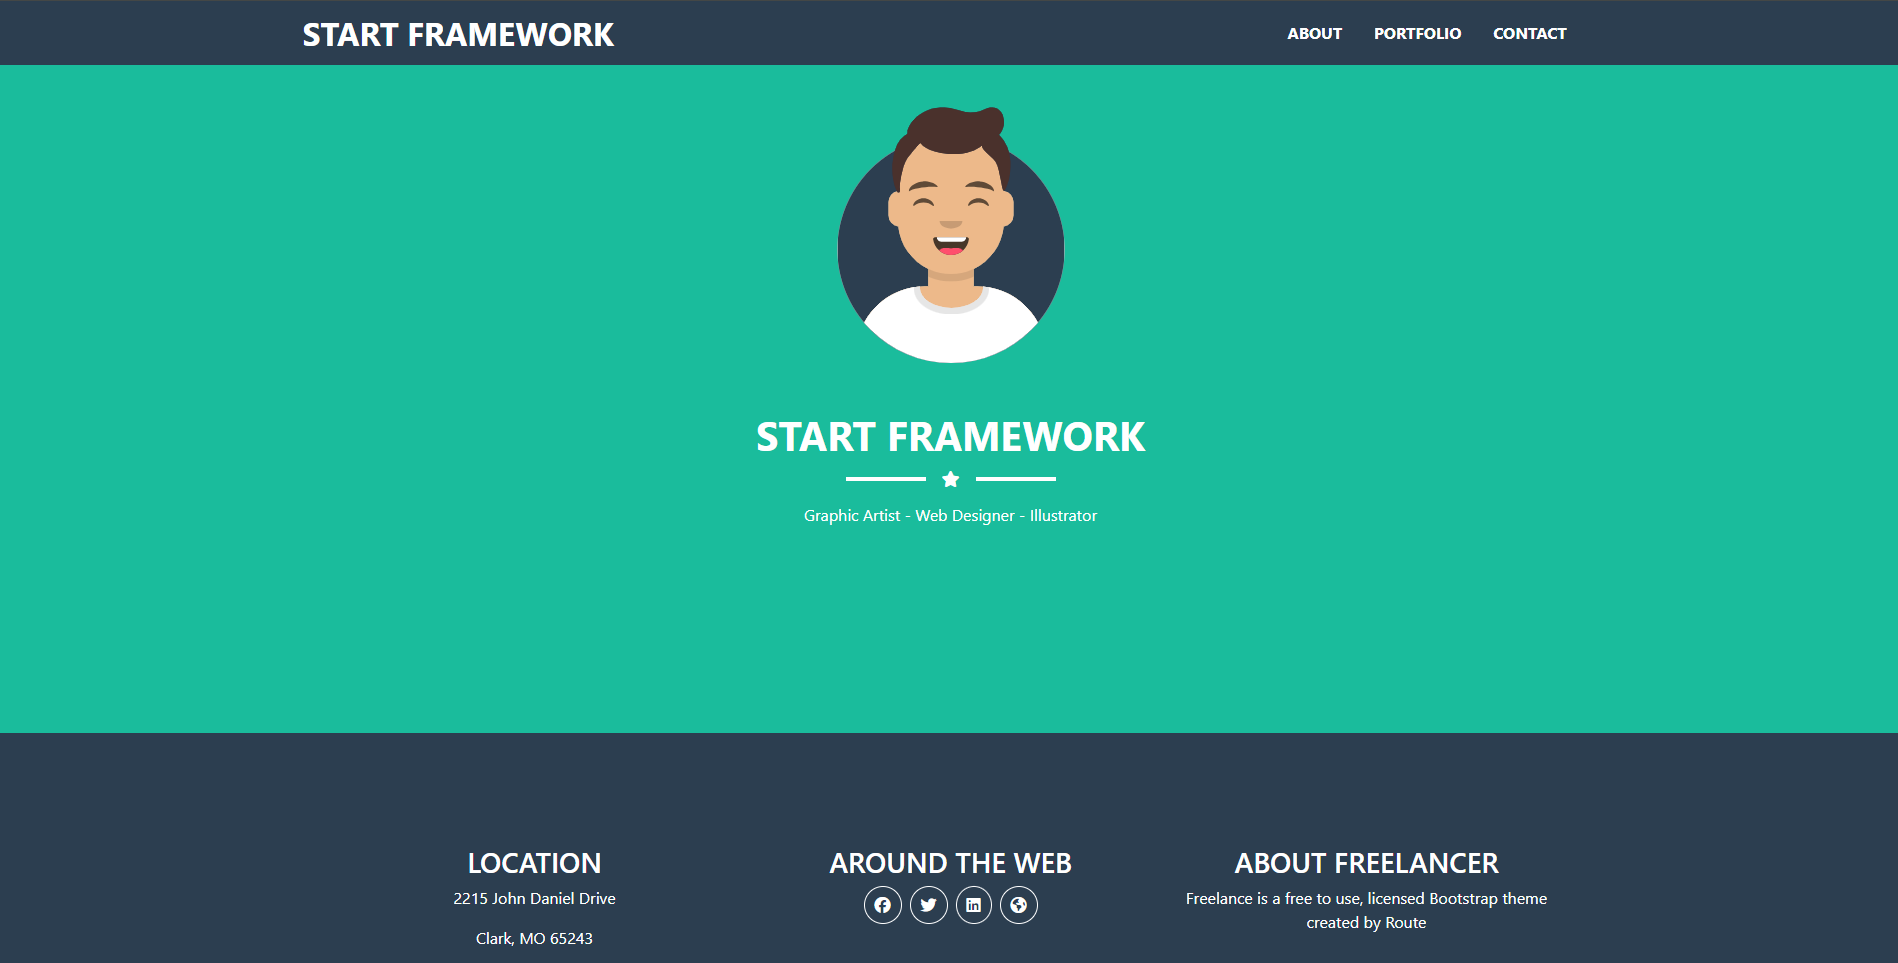 START FRAMEWORK
ABOUT PORTFOLIO CONTACT
START FRAMEWORK
Graphic Artist - Web Designer - Illustrator
LOCATION
2215 John Daniel Drive
Clark, MO 65243
AROUND THE WEB
ABOUT FREELANCER
Freelance is a free to use, licensed Bootstrap theme
created by Route